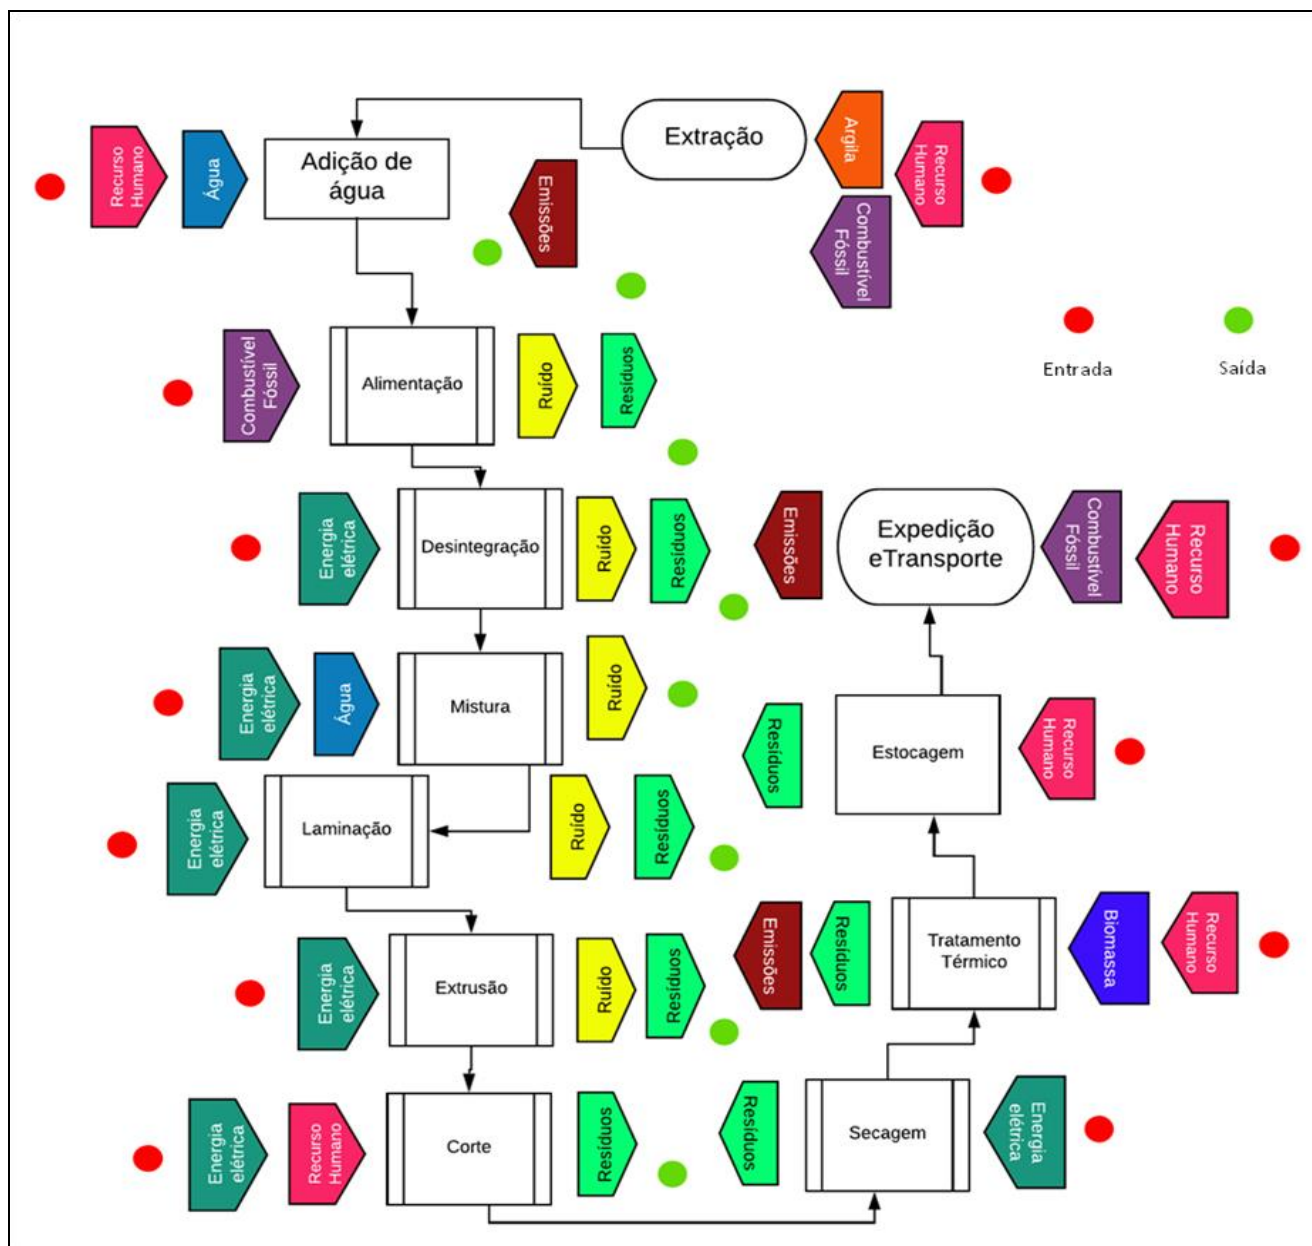 Extração
Argila
Recurso
Humano
Combustível
Fóssil
Recurso
Humano
Água
Adição de
água
Emissões
Entrada
Saída
Combustível
Fóssil
Alimentação
Ruído
Resíduos
Energia
elétrica
Desintegração
Ruído
Resíduos
Emissões
Expedição
eTransporte
Combustível
Fóssil
Recurso
Humano
Energia
elétrica
Água
Mistura
Ruído
Resíduos
Estocagem
Recurso
Humano
Energia
elétrica
Laminação
Ruído
Resíduos
Energia
elétrica
Extrusão
Ruído
Resíduos
Emissões
Resíduos
Tratamento
Térmico
Biomassa
Recurso
Humano
Energia
elétrica
Recurso
Humano
Corte
Resíduos
Resíduos
Secagem
Energia
elétrica